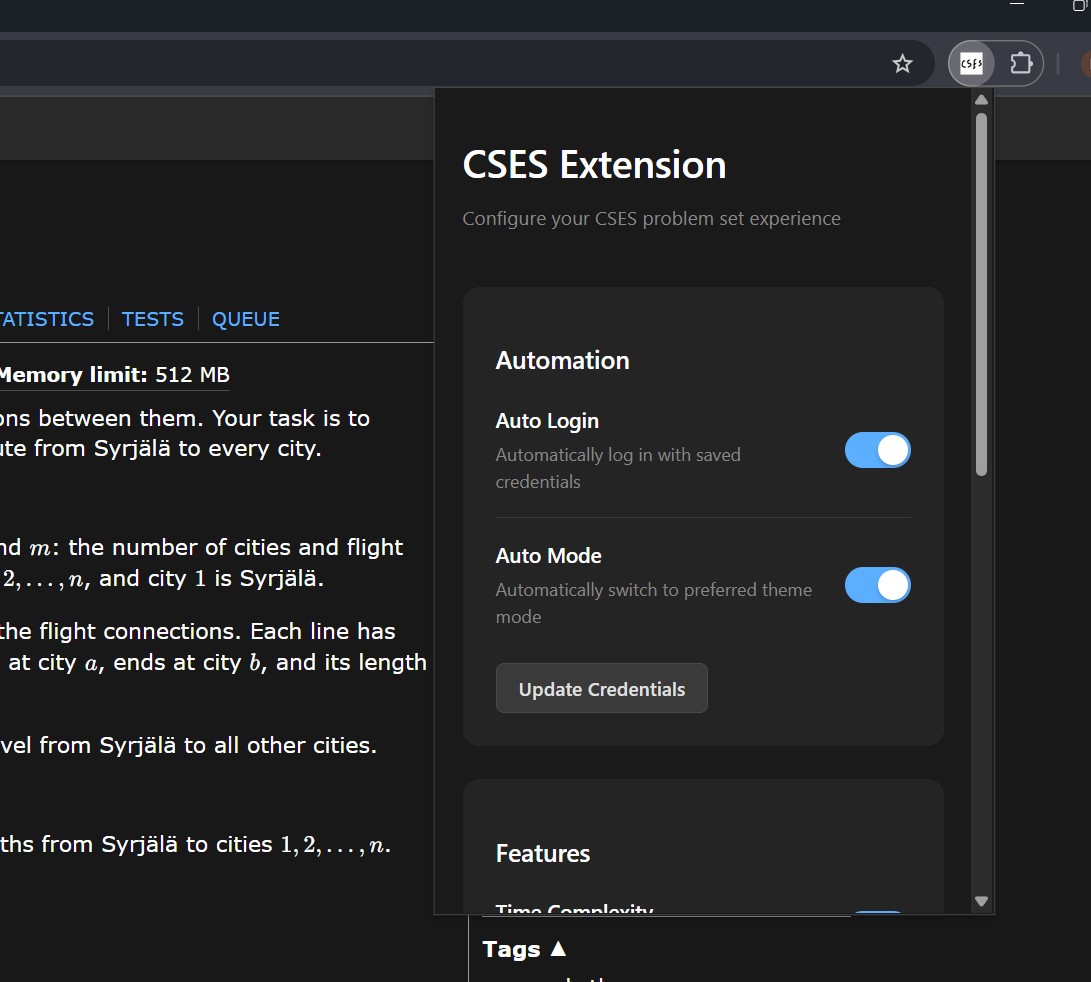 CSES
CSES Extension
Configure your CSES problem set experience
Automation
Auto Login
Automatically log in with saved
credentials
Auto Mode
Automatically switch to preferred theme
mode
Update Credentials
Features
Time Complexity
TATISTICS TESTS QUEUE
Memory limit: 512 MB
ons between them. Your task is to
ute from Syrjälä to every city.
nd m: the number of cities and flight
2, . . . , n, and city 1 is Syrjälä.
the flight connections. Each line has
at city a, ends at city b, and its length
vel from Syrjälä to all other cities.
ths from Syrjälä to cities 1, 2, . . . , n.
Tags ▲